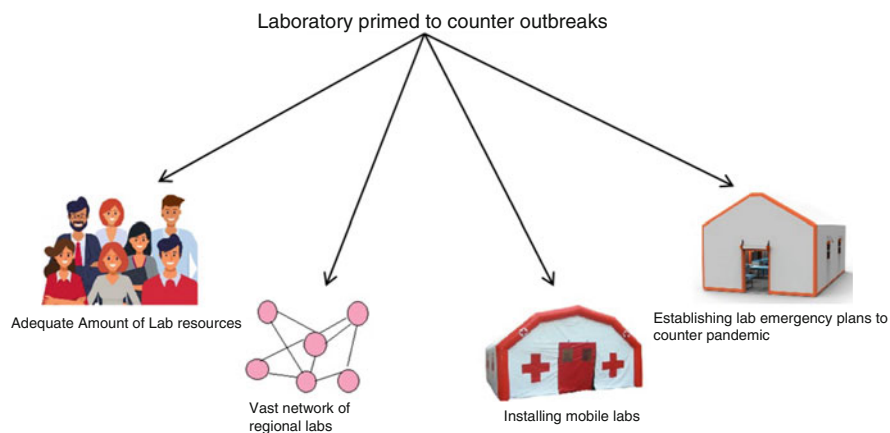 Laboratory primed to counter outbreaks
Adequate Amount of Lab resources
Vast network of
regional labs
Installing mobile labs
Establishing lab emergency plans to
counter pandemic